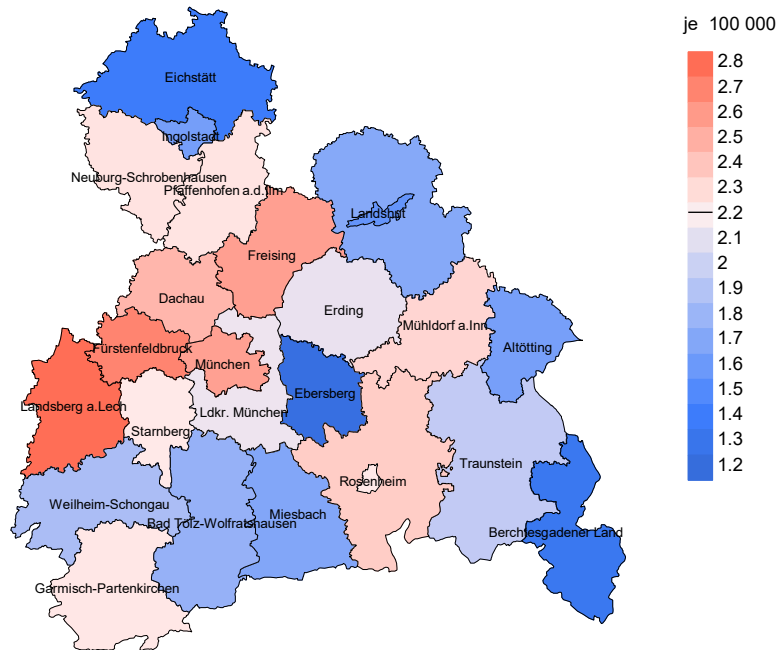 je 100 000
2.8
2.7
2.6
2.5
2.4
2.3
2.2
2.1
2
1.9
1.8
1.7
1.6
1.5
1.4
1.3
1.2
Eichstätt
Ingolstadt
Neuburg-Schrobenhausen
Pfaffenhofen a.d.Ilm
Landshut
Freising
Dachau
Erding
Mühldorf a.Inn
Fürstenfeldbruck
München
Altötting
Ebersberg
Landsberg a.Lech
Ldkr. München
Starnberg
Traunstein
Rosenheim
Weilheim-Schongau
Miesbach
Bad Tölz-Wolfratshausen
Berchtesgadener Land
Garmisch-Partenkirchen